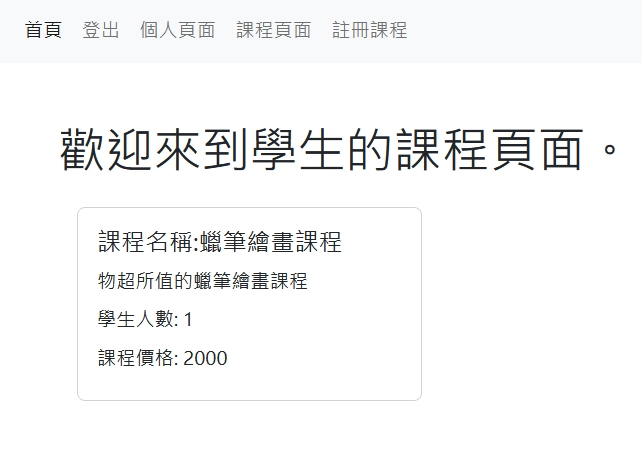 首頁 登出 個人頁面 課程頁面 註冊課程
歡迎來到學生的課程頁面。
課程名稱:蠟筆繪畫課程
物超所值的蠟筆繪畫課程
學生人數: 1
課程價格: 2000